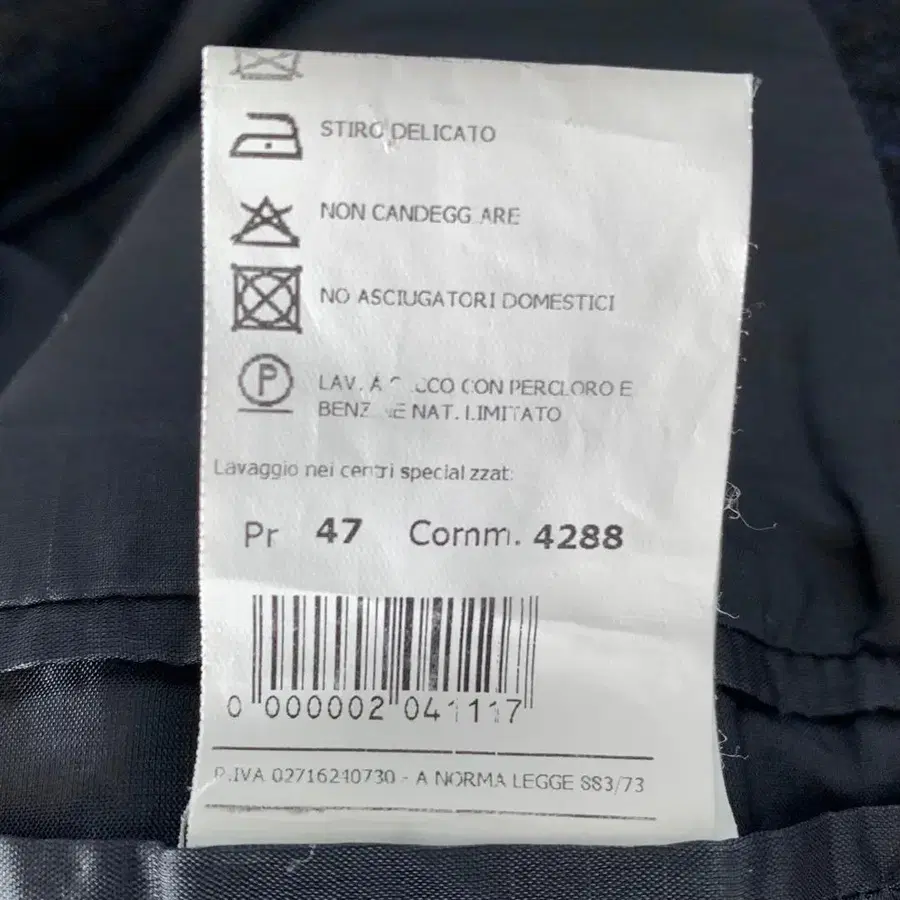 STIRO DELICATO
NON CANDEGG ARE
NO ASCIUGATORI DOMESTICI
P
LAV. A CCO CON PERCLORO E
BENZ NE NAT. LIMITATO
Lavaggio nei centri special zzat:
Pr 47 Comm. 4288
0 000002 041117
P.IVA 02716240730 - A NORMA LEGGE 883/73